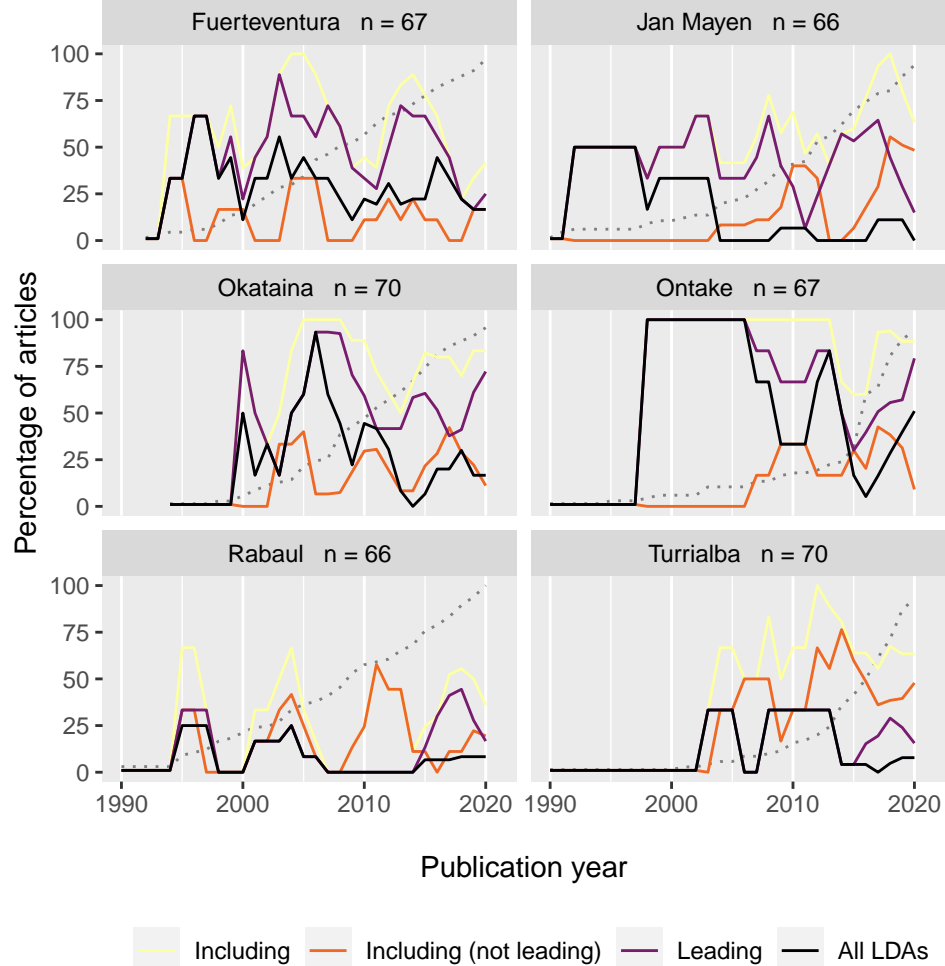 Fuerteventura n = 67
Jan Mayen n = 66
100
75
50
25
0
Okataina n = 70
Ontake n = 67
100
75
50
25
0
Percentage of articles
Rabaul n = 66
Turrialba n = 70
100
75
50
25
0
1990 2000 2010 2020
1990 2000 2010 2020
Publication year
Including Including (not leading) Leading All LDAs